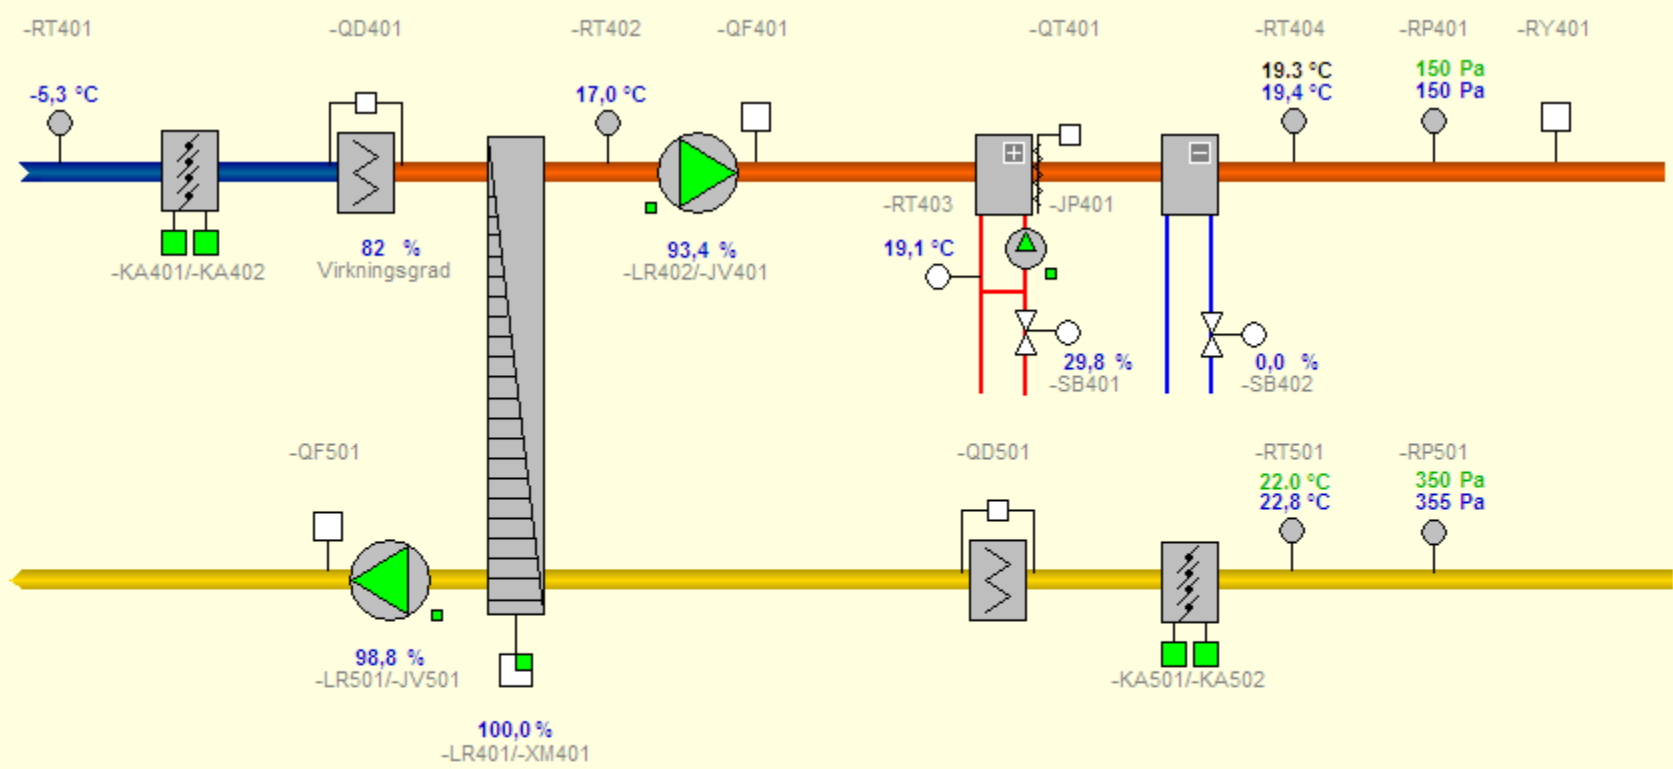 -RT401 -QD401 -RT402 -QF401 -QT401 -RT404 -RP401 -RY401
19.3 °C 150 Pa
-5,3 °C 17,0 °C 19,4 °C 150 Pa
-RT403 -JP401
82 % 93,4 % 19,1 °C
-KA401/-KA402 Virkningsgrad -LR402/-JV401
29,8 % 0,0 %
-SB401 -SB402
-QF501 -QD501 -RT501 -RP501
22.0 °C 350 Pa
22,8 °C 355 Pa
98,8 %
-LR501/-JV501 -KA501/-KA502
100,0 %
-LR401/-XM401